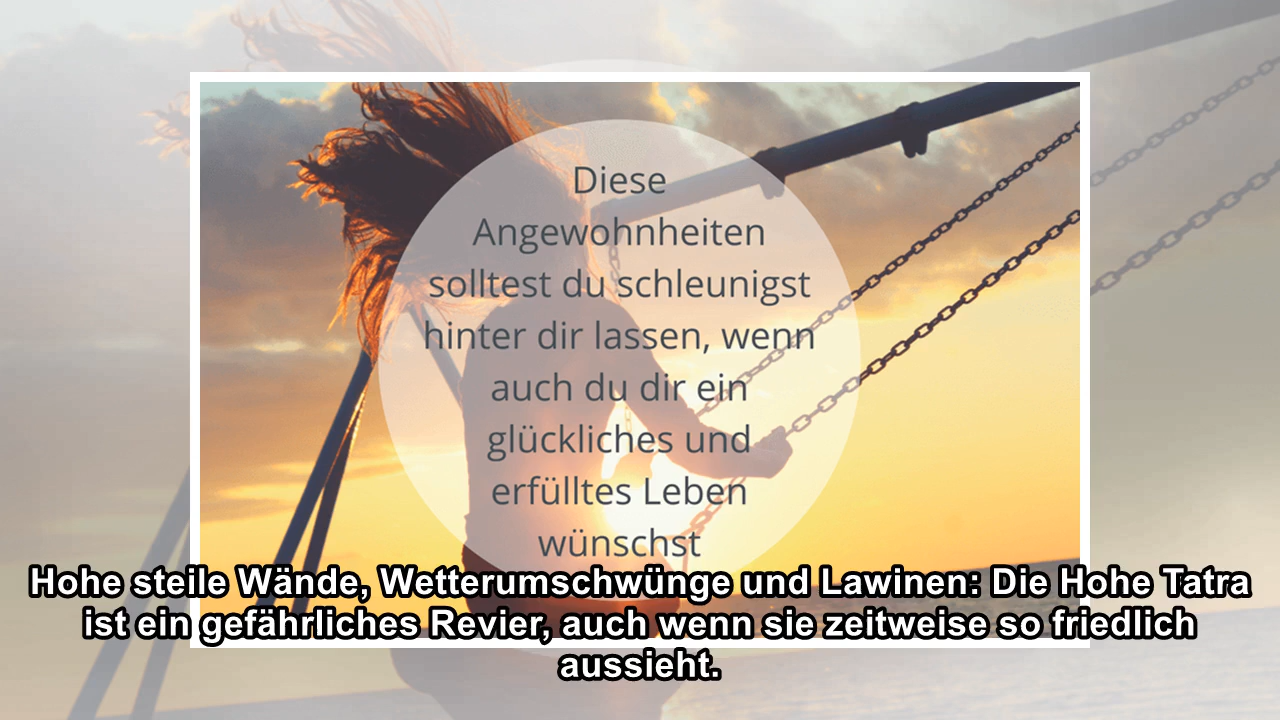 Diese
Angewohnheiten
solltest du schleunigst
hinter dir lassen, wenn
auch du dir ein
glückliches und
erfülltes Leben
wünschst
Hohe steile Wände, Wetterumschwünge und Lawinen: Die Hohe Tatra
ist ein gefährliches Revier, auch wenn sie zeitweise so friedlich
aussieht.